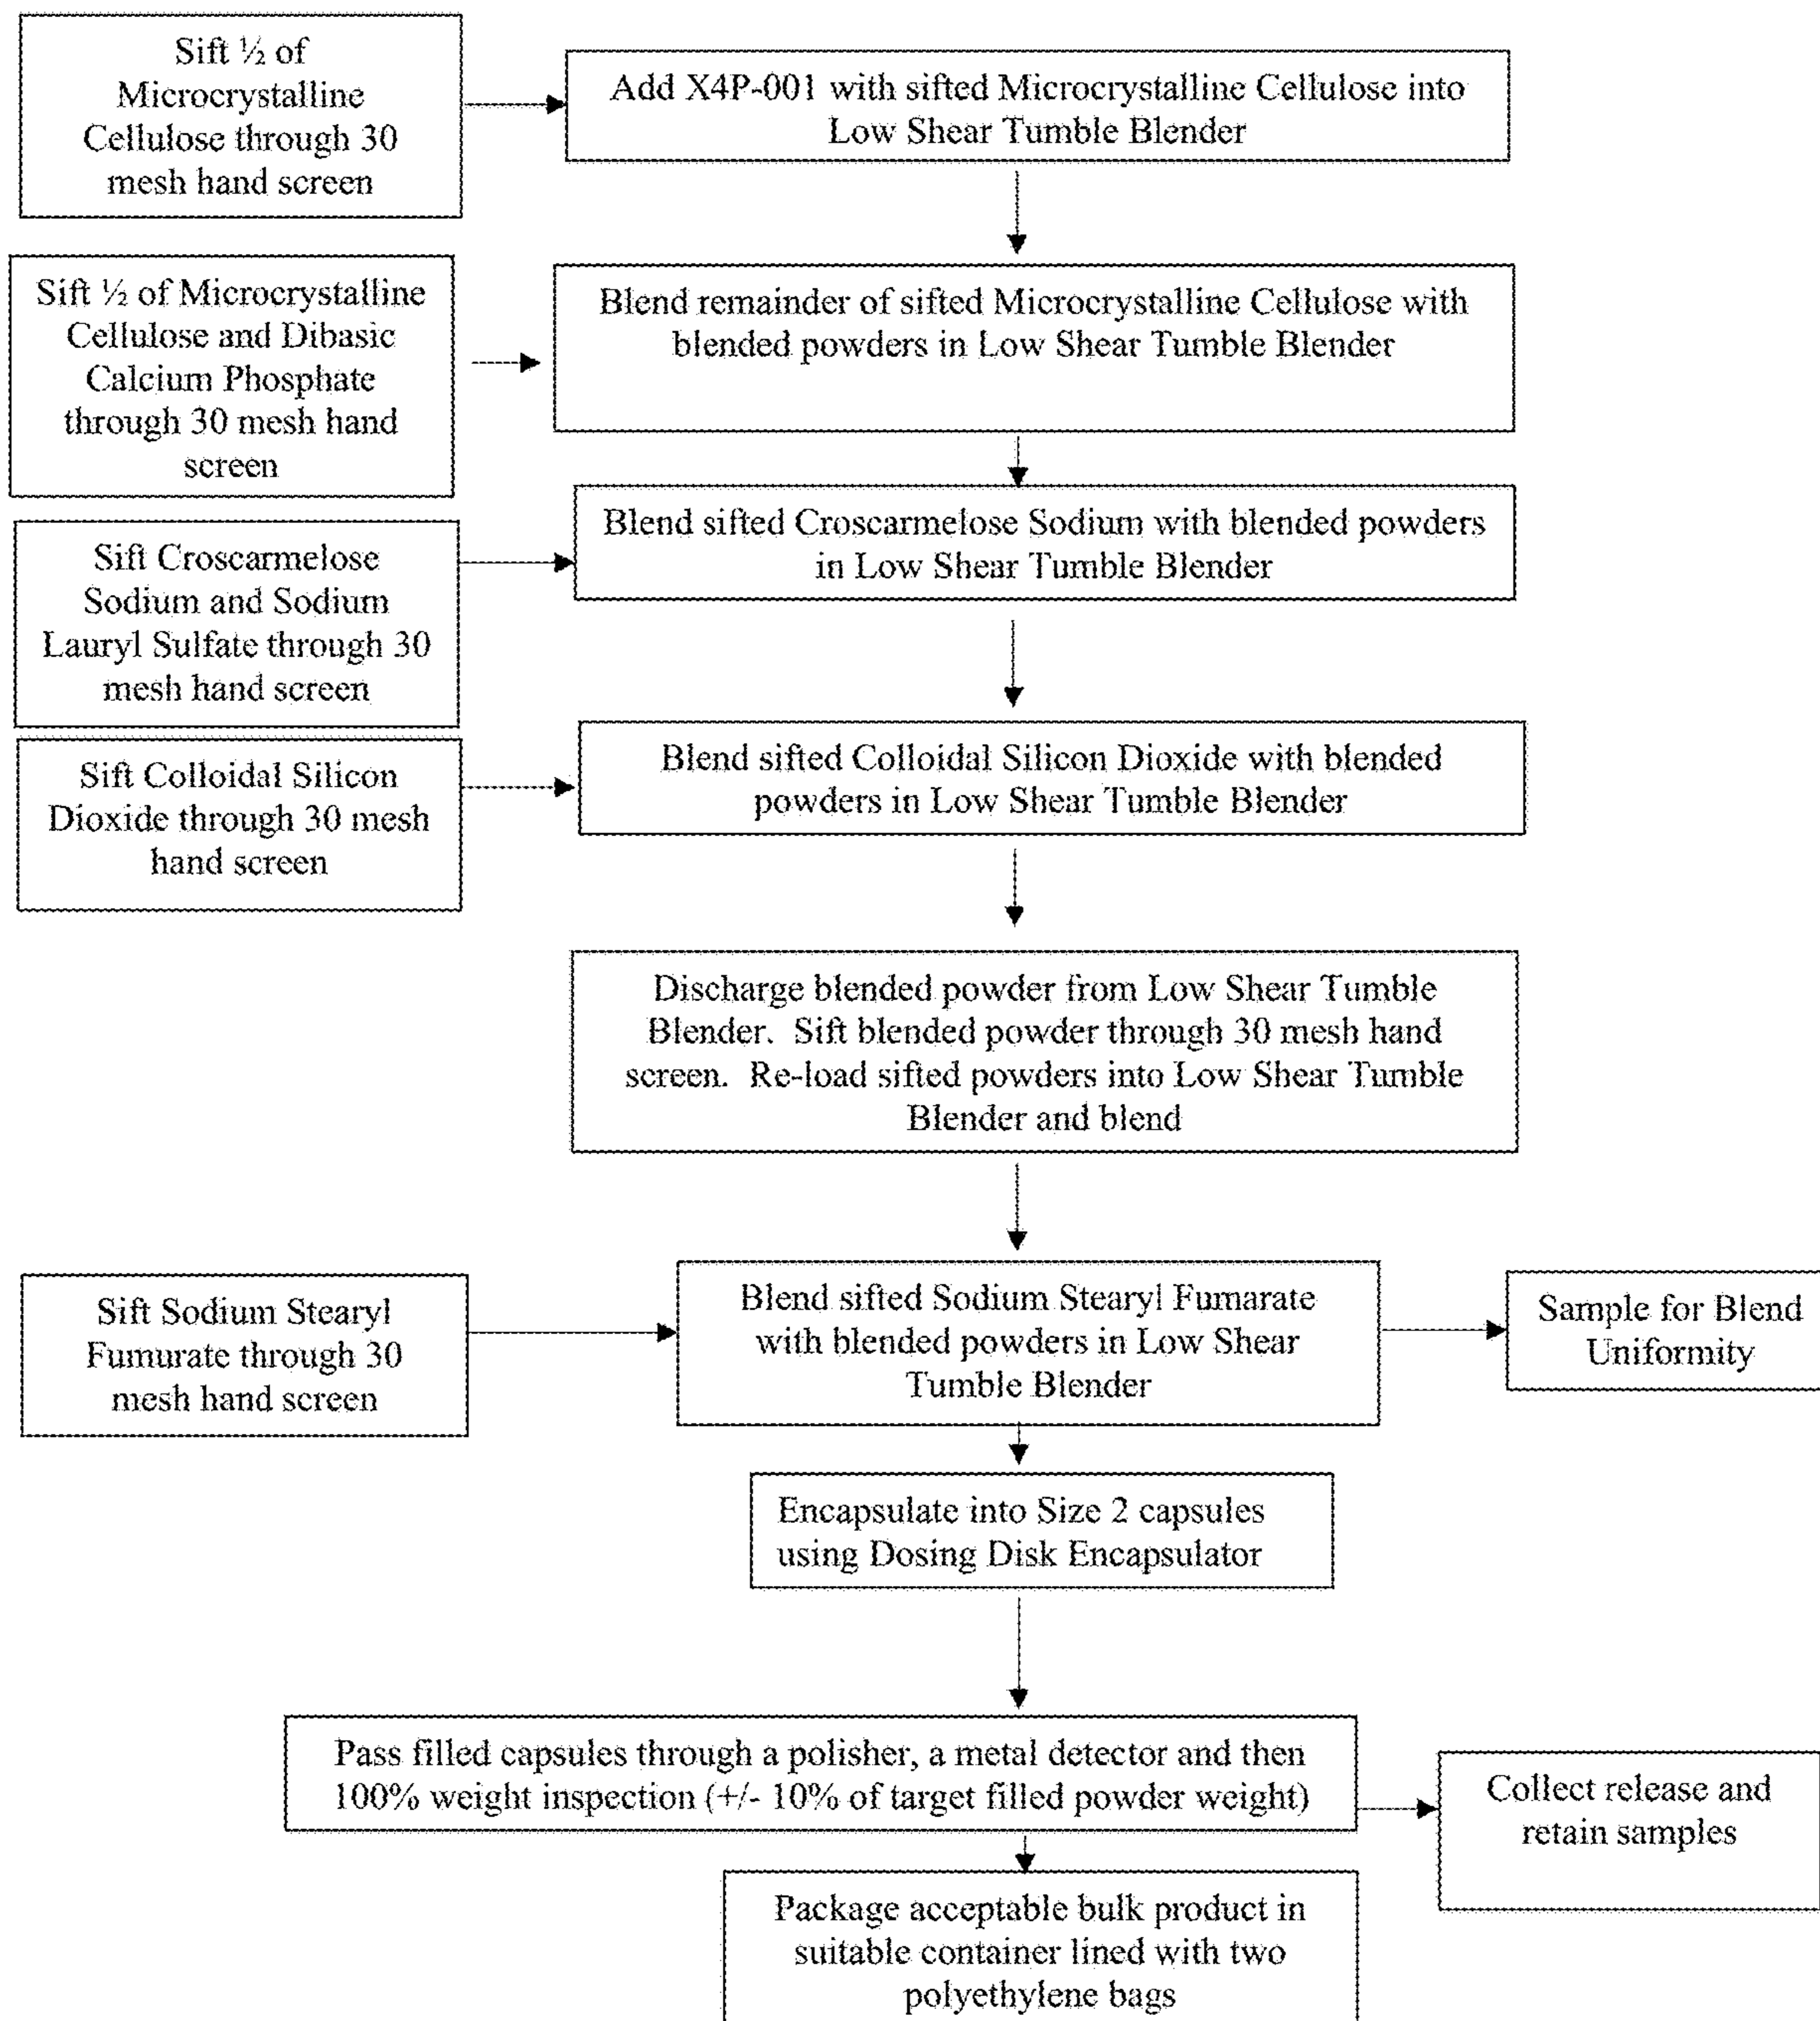 Sift ½ of
Microcrystalline
Cellulose through 30
mesh hand screen
Add X4P-001 with sifted Microcrystalline Cellulose into
Low Shear Tumble Blender
Sift ½ of Microcrystalline
Cellulose and Dibasic
Calcium Phosphate
through 30 mesh hand
screen
Blend remainder of sifted Microcrystalline Cellulose with
blended powders in Low Shear Tumble Blender
Sift Croscarmelose
Sodium and Sodium
Lauryl Sulfate through 30
mesh hand screen
Blend sifted Croscarmelose Sodium with blended powders
in Low Shear Tumble Blender
Sift Colloidal Silicon
Dioxide through 30 mesh
hand screen
Blend sifted Colloidal Silicon Dioxide with blended
powders in Low Shear Tumble Blender
Discharge blended powder from Low Shear Tumble
Blender. Sift blended powder through 30 mesh hand
screen. Re-load sifted powders into Low Shear Tumble
Blender and blend
Sift Sodium Stearyl
Fumurate through 30
mesh hand screen
Blend sifted Sodium Stearyl Fumarate
with blended powders in Low Shear
Tumble Blender
Sample for Blend
Uniformity
Encapsulate into Size 2 capsules
using Dosing Disk Encapsulator
Pass filled capsules through a polisher, a metal detector and then
100% weight inspection (+/- 10% of target filled powder weight)
Collect release and
retain samples
Package acceptable bulk product in
suitable container lined with two
polyethylene bags